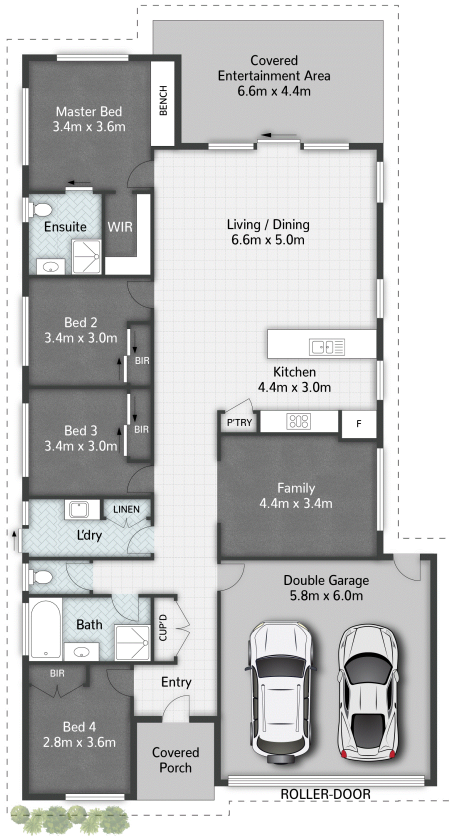 Covered
Entertainment Area
6.6m x 4.4m
BENCH
Master Bed
3.4m x 3.6m
Ensuite
WIR
Living / Dining
6.6m x 5.0m
Bed 2
3.4m x 3.0m
BIR
Kitchen
4.4m x 3.0m
P'TRY
F
Bed 3
3.4m x 3.0m
BIR
Family
4.4m x 3.4m
LINEN
L'dry
Double Garage
5.8m x 6.0m
Bath
CUP'D
BIR
Entry
Bed 4
2.8m x 3.6m
Covered
Porch
ROLLER-DOOR